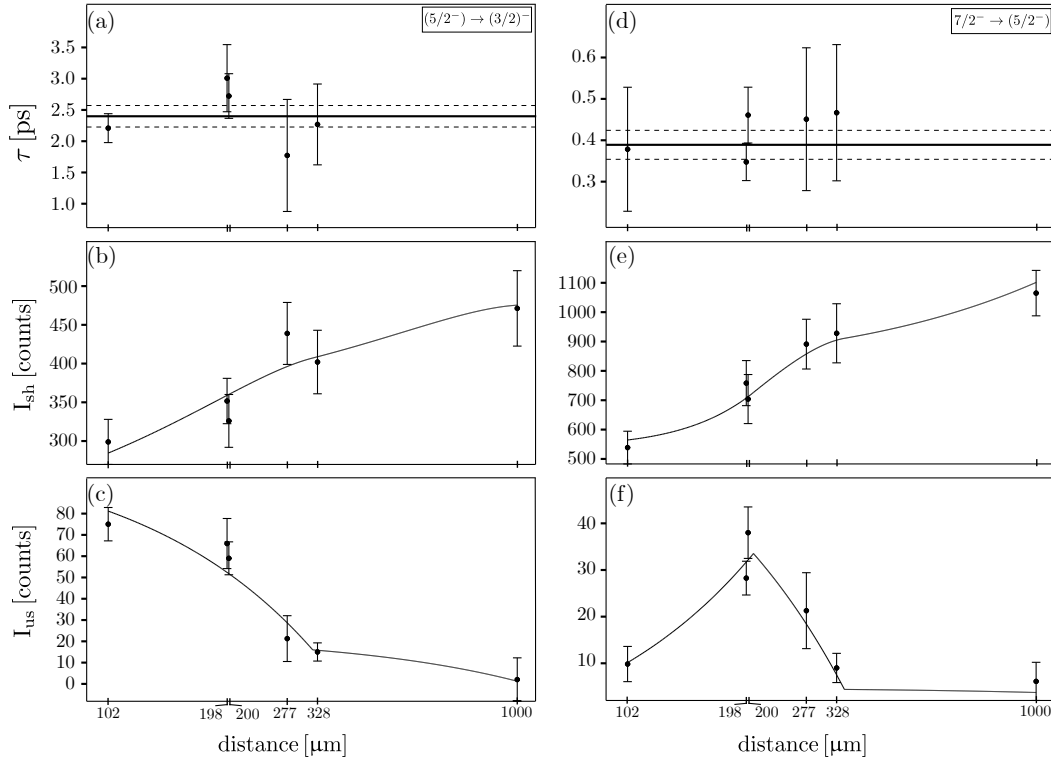 (a)
(5/2⁻) → (3/2)⁻
τ [ps]
3.5
3.0
2.5
2.0
1.5
1.0
(d)
7/2⁻ → (5/2⁻)
0.6
0.5
0.4
0.3
(b)
I_sh [counts]
500
450
400
350
300
(e)
1100
1000
900
800
700
600
500
(c)
I_us [counts]
80
70
60
50
40
30
20
10
0
102 198 200 277 328 1000
distance [μm]
(f)
40
30
20
10
102 198 200 277 328 1000
distance [μm]